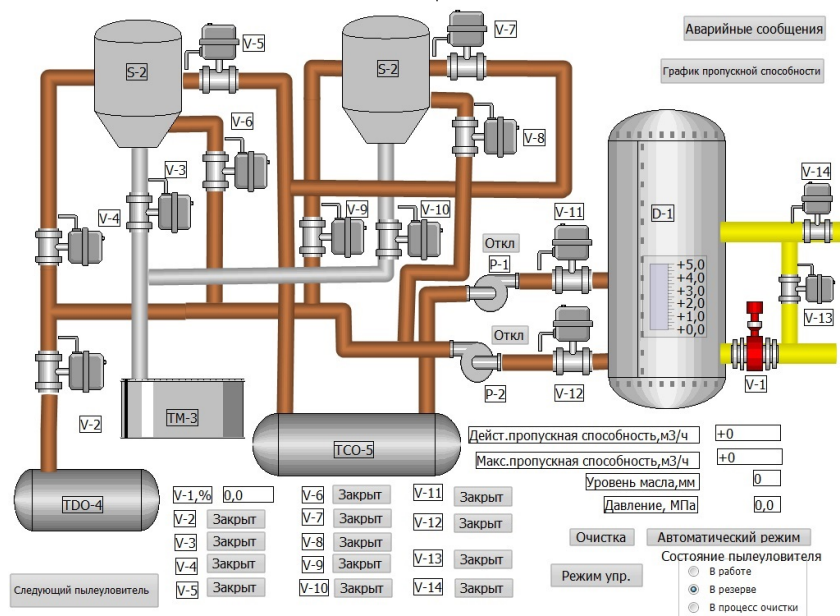 V-7
Аварийные сообщения
V-5
S-2
S-2
График пропускной способности
V-6
V-8
V-3
V-14
V-4
V-9
V-10
V-11
D-1
Откл
P-1
+5,0
+4,0
+3,0
+2,0
+1,0
+0,0
V-13
Откл
V-2
TM-3
P-2
V-12
V-1
TCO-5
Дейст.пропускная способность,м3/ч +0
Макс.пропускная способность,м3/ч +0
Уровень масла,мм 0
Давление, МПа 0,0
TDO-4
V-1,% 0,0
V-2 Закрыт
V-3 Закрыт
V-4 Закрыт
V-5 Закрыт
V-6 Закрыт
V-7 Закрыт
V-8 Закрыт
V-9 Закрыт
V-10 Закрыт
V-11 Закрыт
V-12 Закрыт
V-13 Закрыт
V-14 Закрыт
Очистка
Автоматический режим
Режим упр.
Состояние пылеуловителя
В работе
В резерве
В процесс очистки
Следующий пылеуловитель